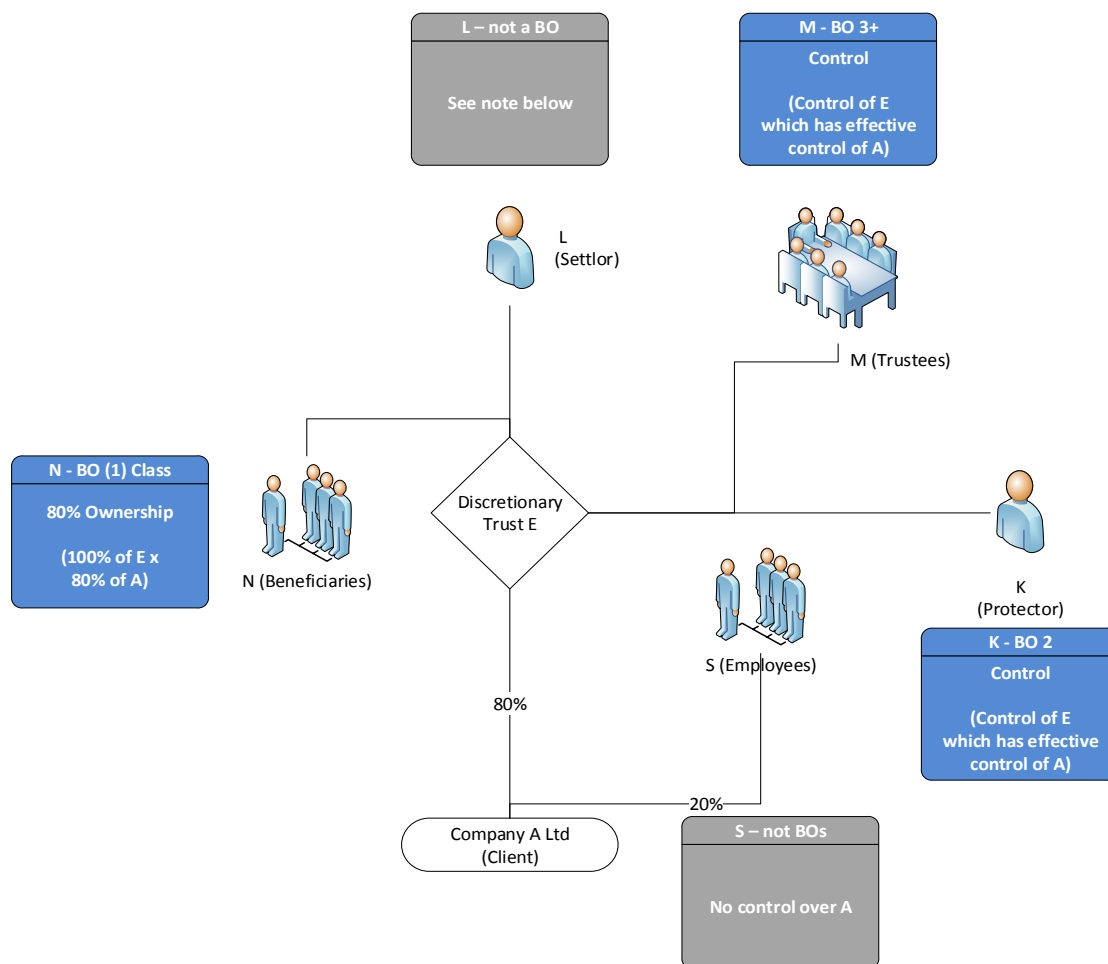 L – not a BO
See note below
M - BO 3+
Control
(Control of E
which has effective
control of A)
L
(Settlor)
M (Trustees)
N - BO (1) Class
80% Ownership
(100% of E x
80% of A)
N (Beneficiaries)
Discretionary
Trust E
K
(Protector)
S (Employees)
K - BO 2
Control
(Control of E
which has effective
control of A)
80%
20%
Company A Ltd
(Client)
S – not BOs
No control over A